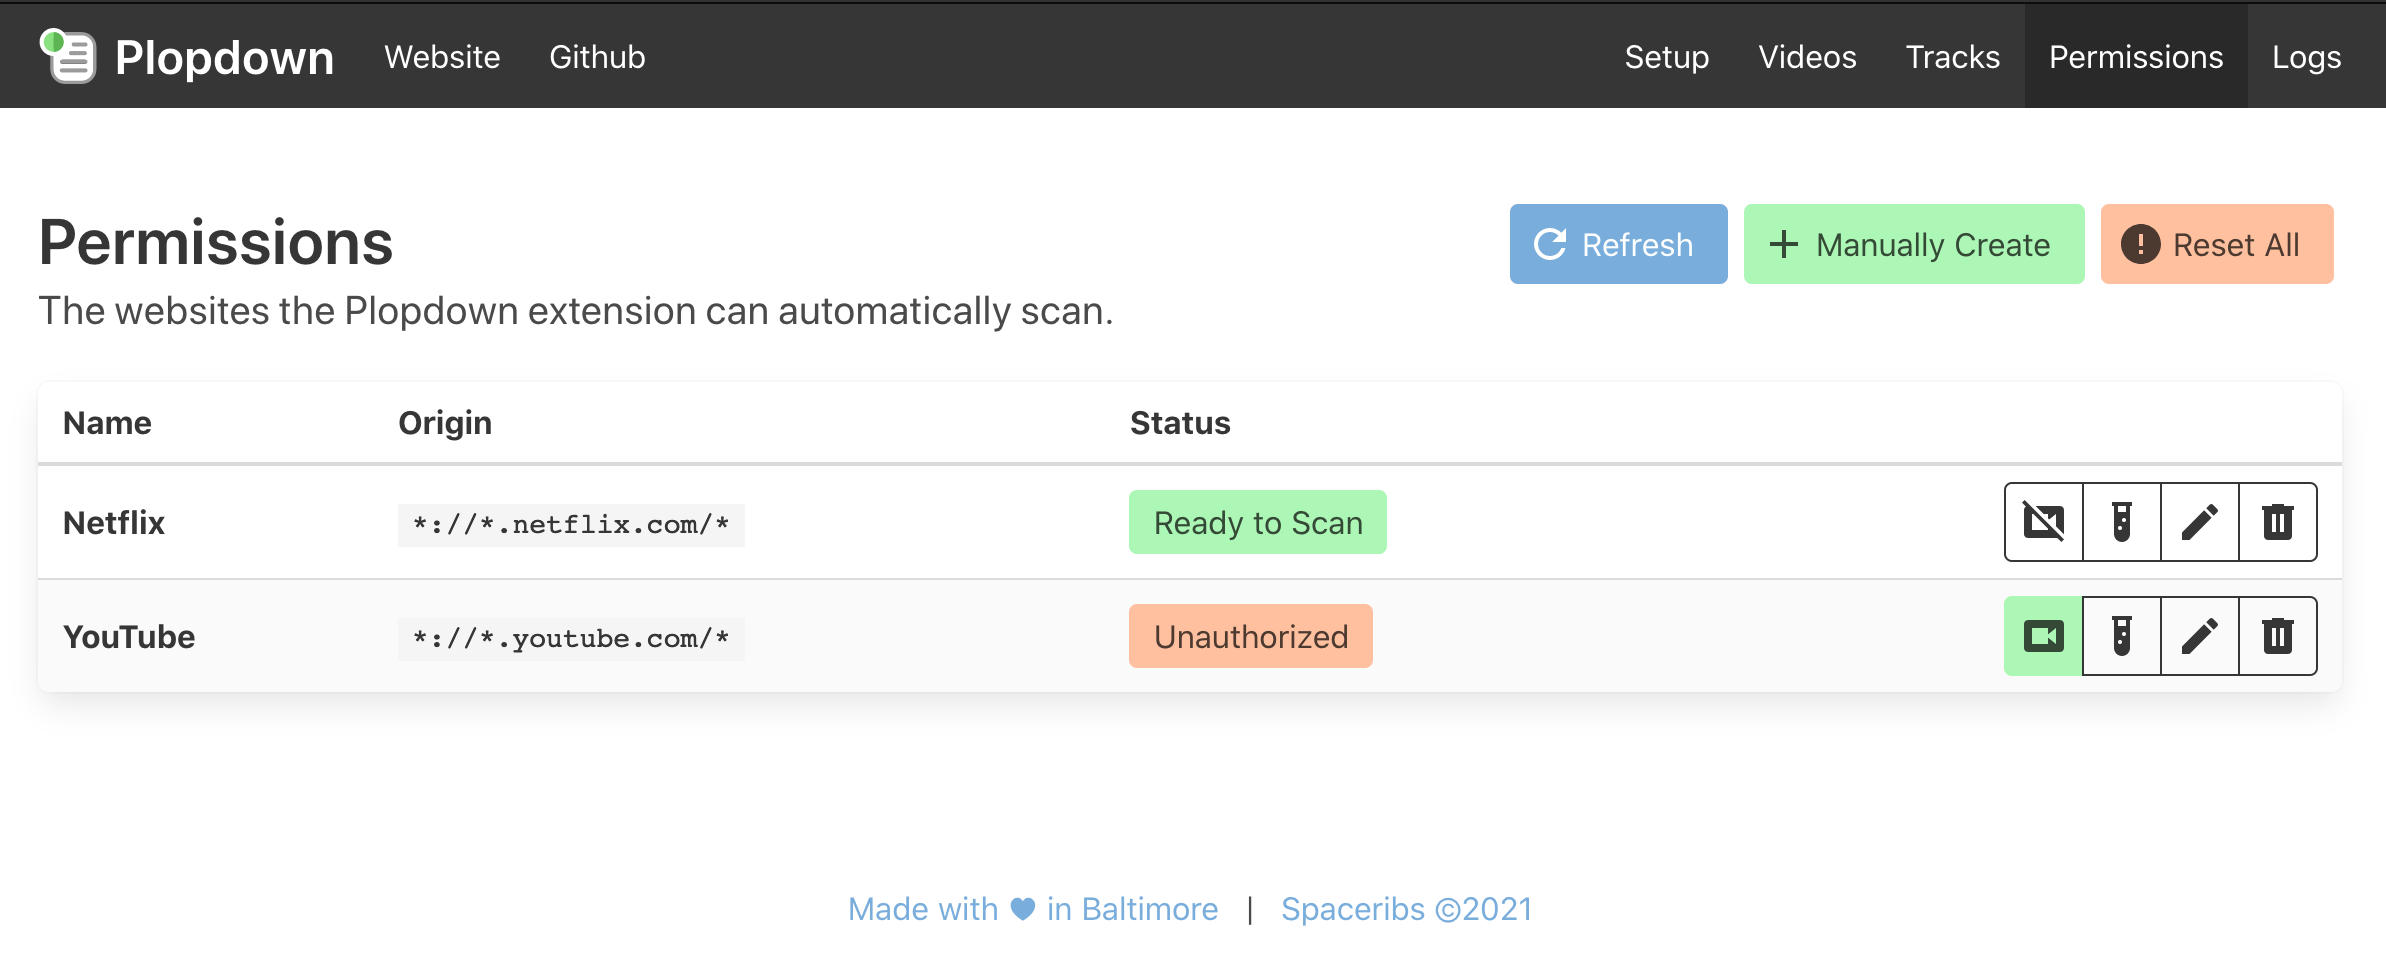 Plopdown Website Github Setup Videos Tracks Permissions Logs
Permissions
Refresh
Manually Create
Reset All
The websites the Plopdown extension can automatically scan.
Name Origin Status
Netflix *://*.netflix.com/* Ready to Scan
YouTube *://*.youtube.com/* Unauthorized
Made with in Baltimore | Spaceribs ©2021